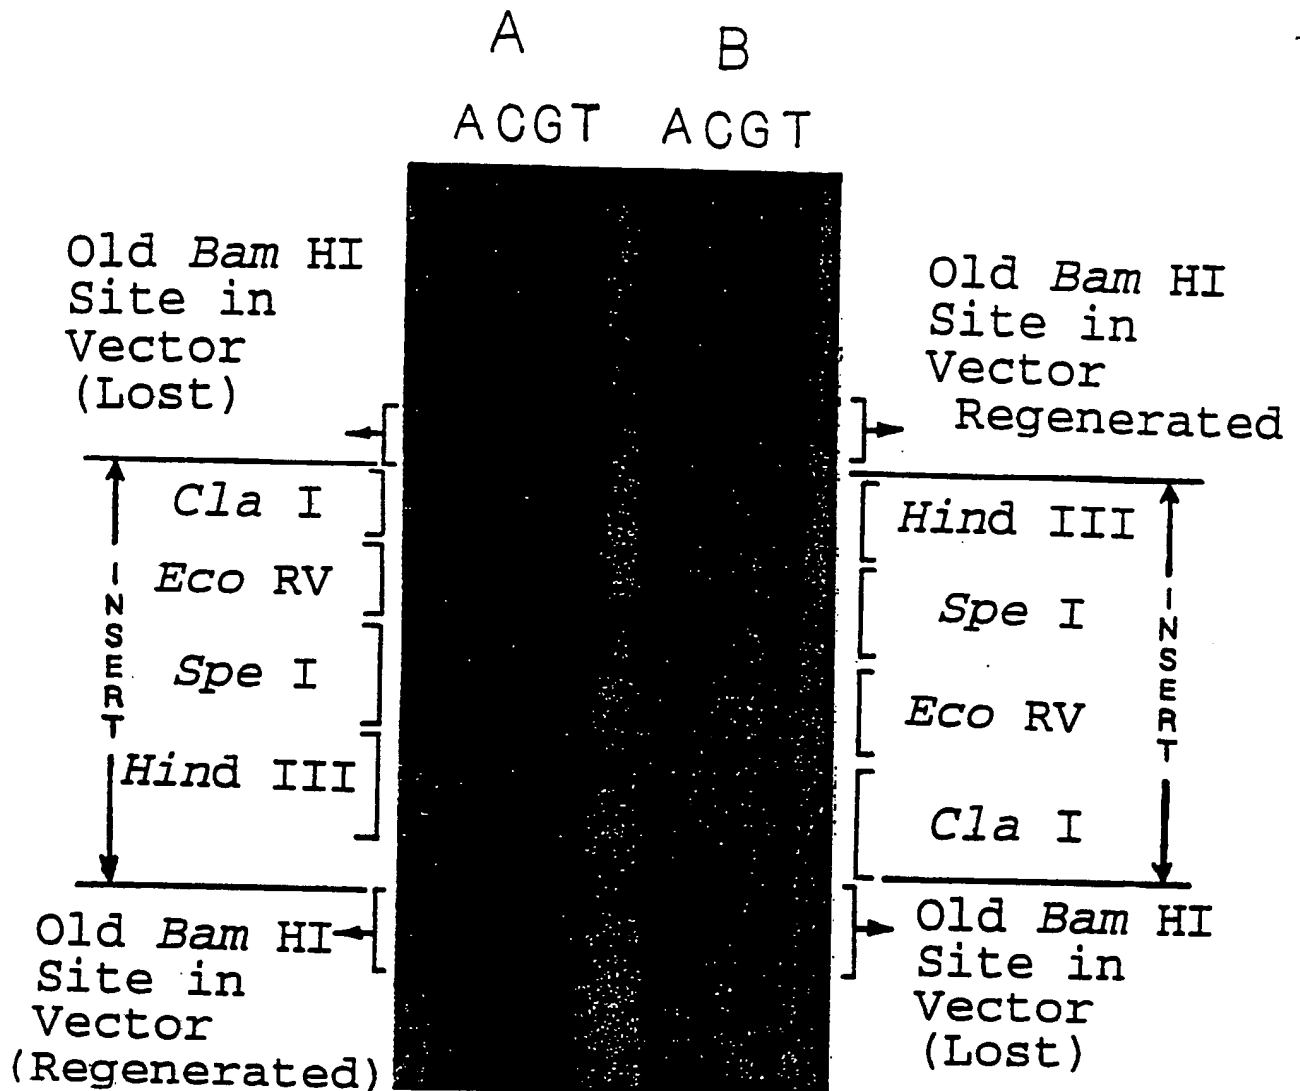 A
B
ACGT
ACGT
Old Bam HI
Site in
Vector
(Lost)
Cla I
Eco RV
Spe I
Hind III
INSERT
Old Bam HI
Site in
Vector
(Regenerated)
Old Bam HI
Site in
Vector
Regenerated
Hind III
Spe I
Eco RV
Cla I
INSERT
Old Bam HI
Site in
Vector
(Lost)